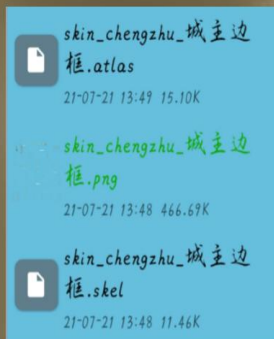 skin_chengzhu_城主边
框.atlas
21-07-21 13:49 15.10K
skin_chengzhu_城主边
框.png
21-07-21 13:48 466.69K
skin_chengzhu_城主边
框.skel
21-07-21 13:48 11.46K